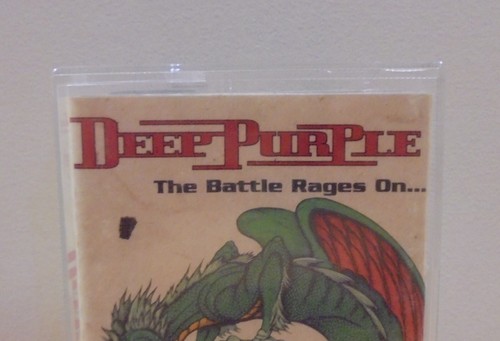 DEEP PURPLE
The Battle Rages On...